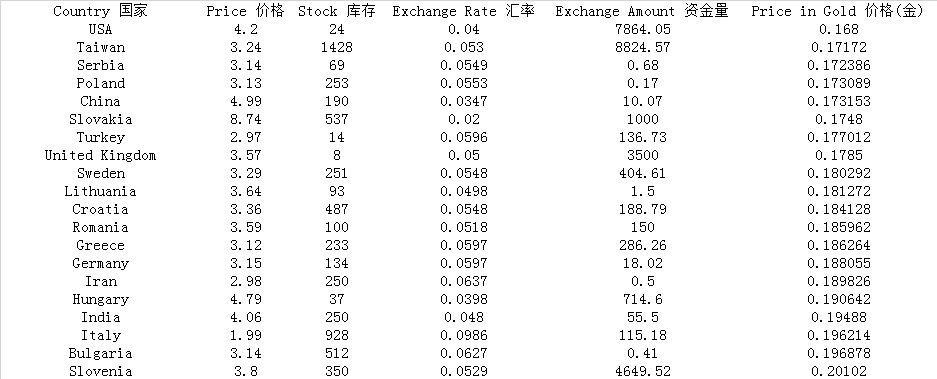 Country 国家 Price 价格 Stock 库存 Exchange Rate 汇率 Exchange Amount 资金量 Price in Gold 价格(金)
USA 4.2 24 0.04 7864.05 0.168
Taiwan 3.24 1428 0.053 8824.57 0.17172
Serbia 3.14 69 0.0549 0.68 0.172386
Poland 3.13 253 0.0553 0.17 0.173089
China 4.99 190 0.0347 10.07 0.173153
Slovakia 8.74 537 0.02 1000 0.1748
Turkey 2.97 14 0.0596 136.73 0.177012
United Kingdom 3.57 8 0.05 3500 0.1785
Sweden 3.29 251 0.0548 404.61 0.180292
Lithuania 3.64 93 0.0498 1.5 0.181272
Croatia 3.36 487 0.0548 188.79 0.184128
Romania 3.59 100 0.0518 150 0.185962
Greece 3.12 233 0.0597 286.26 0.186264
Germany 3.15 134 0.0597 18.02 0.188055
Iran 2.98 250 0.0637 0.5 0.189826
Hungary 4.79 37 0.0398 714.6 0.190642
India 4.06 250 0.048 55.5 0.19488
Italy 1.99 928 0.0986 115.18 0.196214
Bulgaria 3.14 512 0.0627 0.41 0.196878
Slovenia 3.8 350 0.0529 4649.52 0.20102